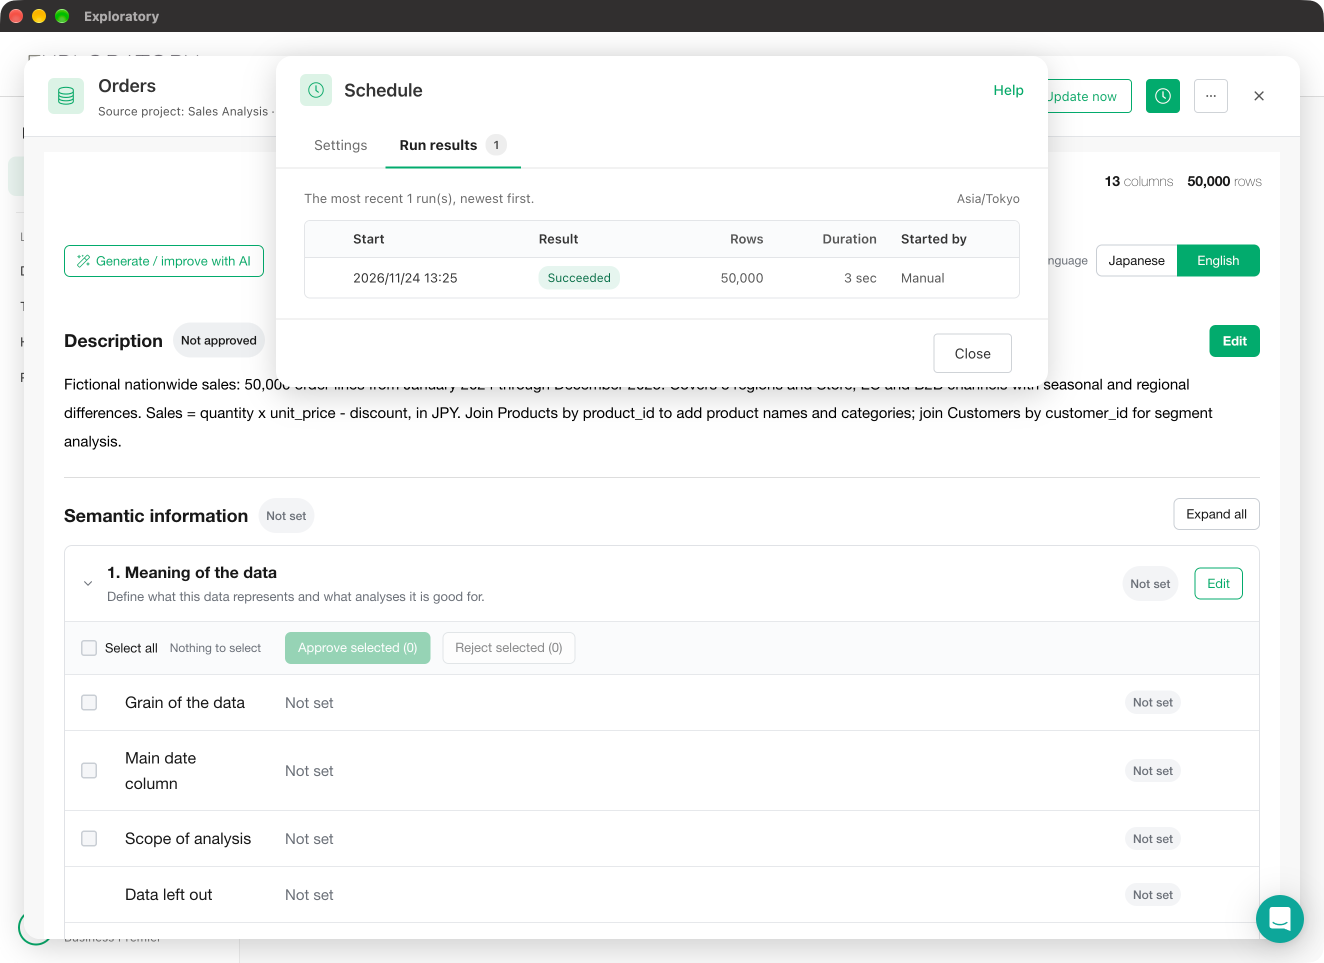 Exploratory
Orders
Source project: Sales Analysis ·
Schedule
Help
Update now
Settings
Run results 1
The most recent 1 run(s), newest first.
Asia/Tokyo
13 columns 50,000 rows
Start Result Rows Duration Started by
2026/11/24 13:25 Succeeded 50,000 3 sec Manual
Close
Generate / improve with AI
Japanese
English
Description
Not approved
Edit
Fictional nationwide sales: 50,000
with seasonal and regional
differences. Sales = quantity x unit_price - discount, in JPY. Join Products by product_id to add product names and categories; join Customers by customer_id for segment
analysis.
Semantic information
Not set
Expand all
1. Meaning of the data
Define what this data represents and what analyses it is good for.
Not set
Edit
Select all
Nothing to select
Approve selected (0)
Reject selected (0)
Grain of the data
Not set
Not set
Main date
column
Not set
Not set
Scope of analysis
Not set
Not set
Data left out
Not set
Not set